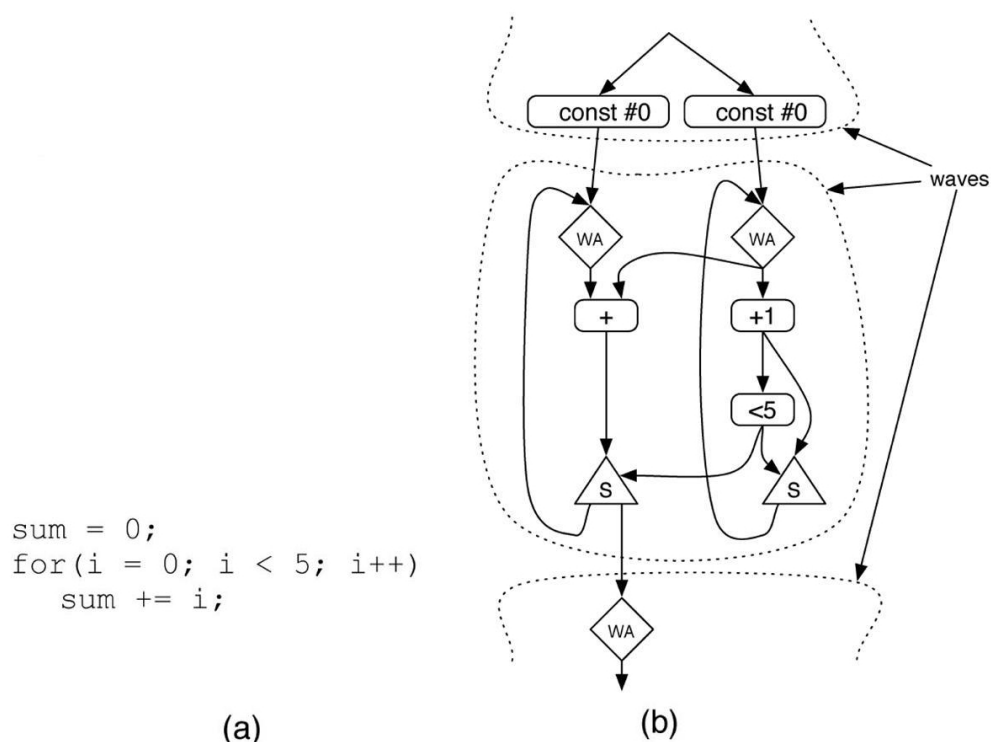 const #0 const #0
waves
WA WA
+ +1
<5
S S
sum = 0;
for(i = 0; i < 5; i++)
sum += i;
WA
(a) (b)